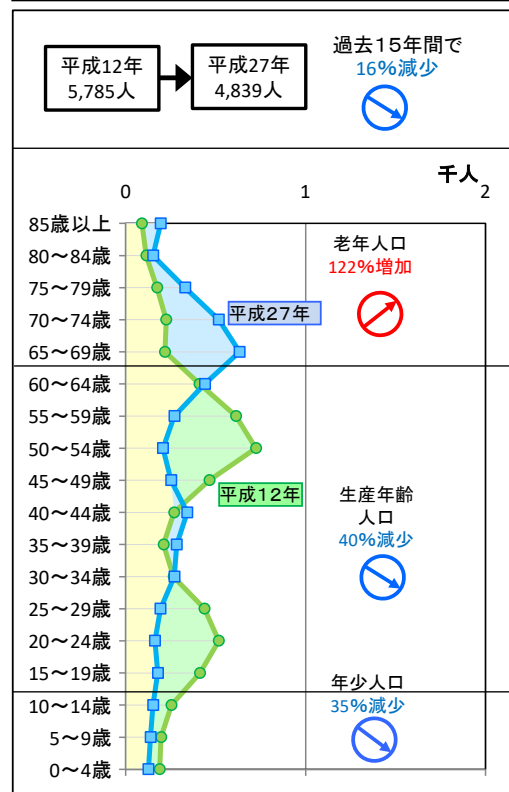 平成12年
5,785人
平成27年
4,839人
過去15年間で
16%減少
千人
0
1
2
85歳以上
80～84歳
75～79歳
70～74歳
65～69歳
60～64歳
55～59歳
50～54歳
45～49歳
40～44歳
35～39歳
30～34歳
25～29歳
20～24歳
15～19歳
10～14歳
5～9歳
0～4歳
老年人口
122%増加
平成27年
平成12年
生産年齢
人口
40%減少
年少人口
35%減少